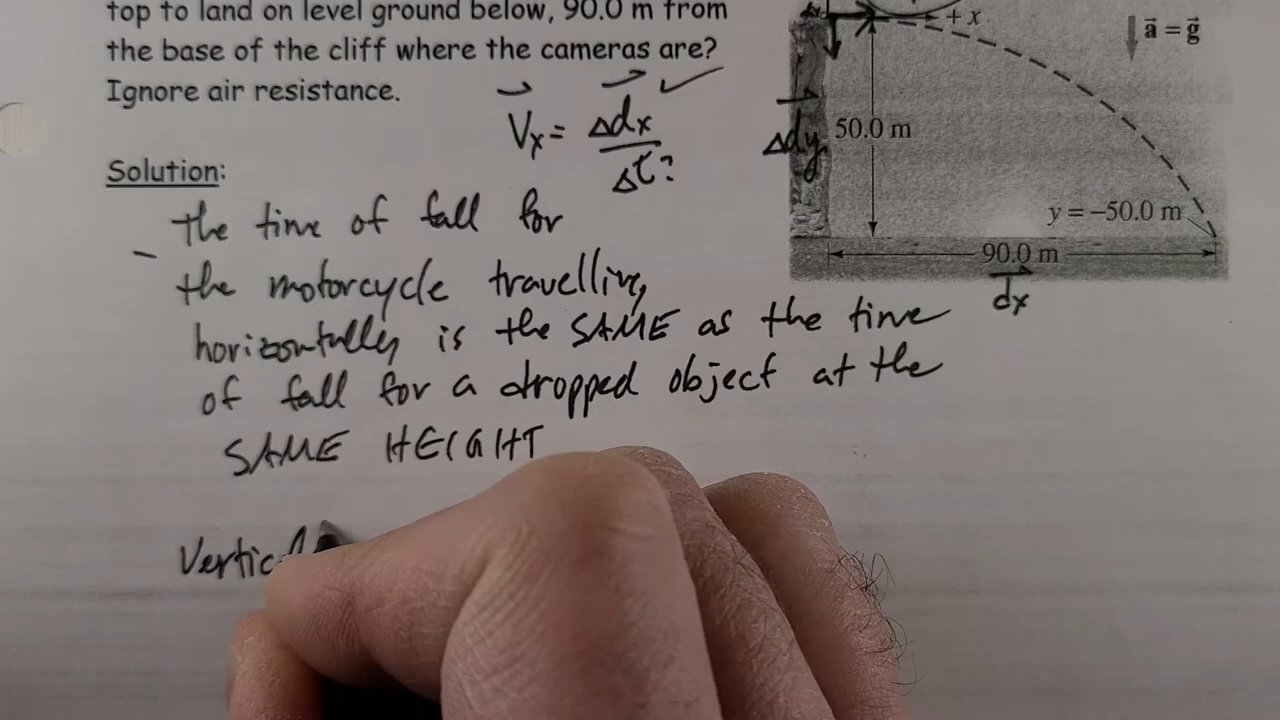 top to land on level ground below, 90.0 m from
the base of the cliff where the cameras are?
Ignore air resistance.
Vx = Δdx / Δt?
Solution:
The time of fall for
the motorcycle travelling
horizontally is the SAME as the time
of fall for a dropped object at the
SAME HEIGHT
Vertical
+x
a = g
Δdy
50.0 m
y = −50.0 m
90.0 m
dx